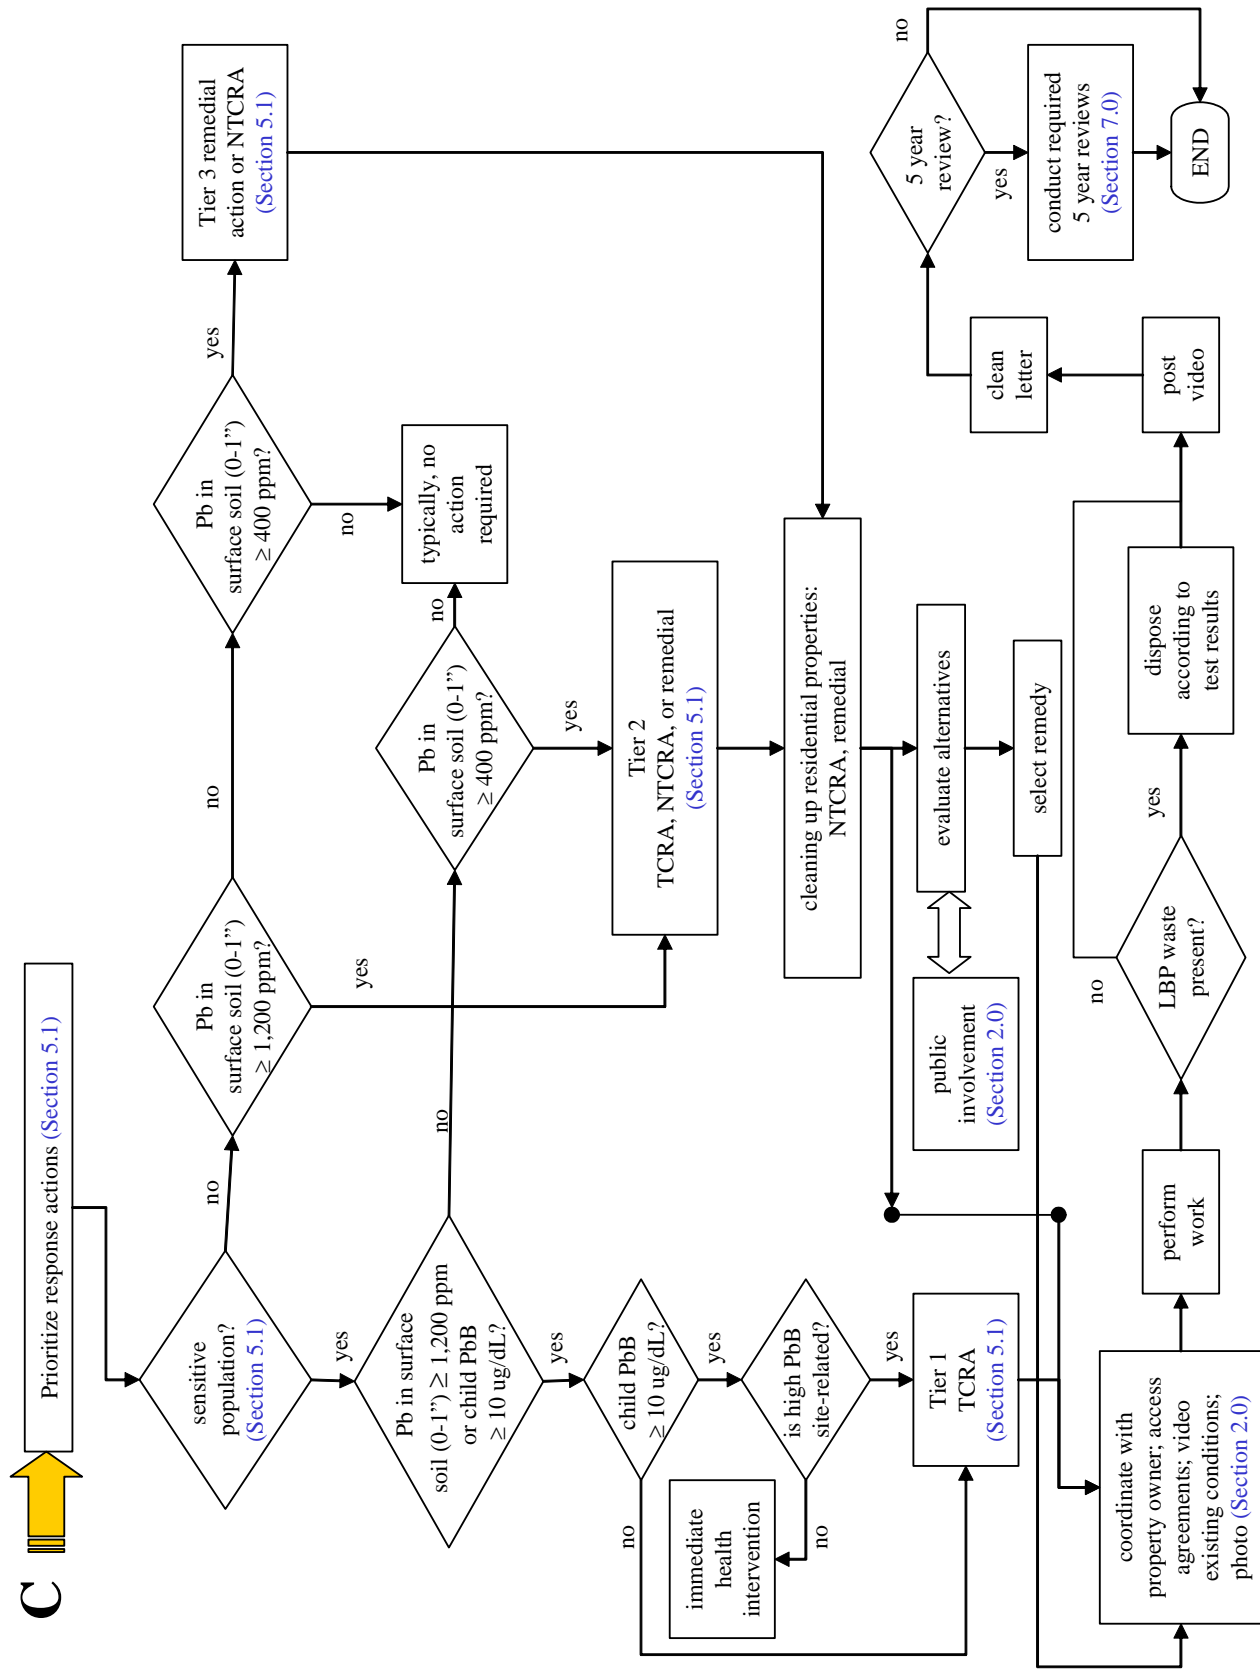 C
Prioritize response actions (Section 5.1)
sensitive
population?
(Section 5.1)
no
Pb in
surface soil (0-1”)
≥ 1,200 ppm?
no
Pb in
surface soil (0-1”)
≥ 400 ppm?
yes
Tier 3 remedial
action or NTCRA
(Section 5.1)
yes
yes
no
Pb in surface
soil (0-1”) ≥ 1,200 ppm
or child PbB
≥ 10 ug/dL?
no
Pb in
surface soil (0-1”)
≥ 400 ppm?
no
typically, no
action
required
yes
yes
child PbB
≥ 10 ug/dL?
no
yes
Tier 2
TCRA, NTCRA, or remedial
(Section 5.1)
immediate
health
intervention
is high PbB
site-related?
no
yes
cleaning up residential properties:
NTCRA, remedial
Tier 1
TCRA
(Section 5.1)
public
involvement
(Section 2.0)
evaluate alternatives
select remedy
coordinate with
property owner; access
agreements; video
existing conditions;
photo (Section 2.0)
perform
work
LBP waste
present?
no
yes
dispose
according to
test results
post
video
clean
letter
5 year
review?
no
yes
conduct required
5 year reviews
(Section 7.0)
END